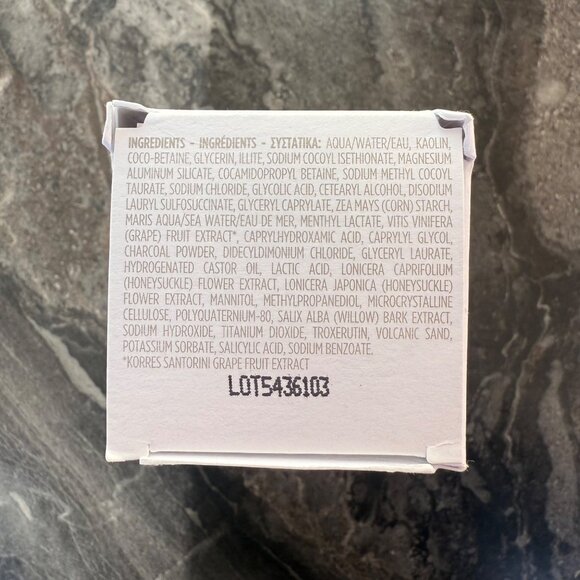 INGREDIENTS - INGRÉDIENTS - ΣΥΣΤΑΤΙΚΑ: AQUA/WATER/EAU, KAOLIN,
COCO-BETAINE, GLYCERIN, ILLITE, SODIUM COCOYL ISETHIONATE, MAGNESIUM
ALUMINUM SILICATE, COCAMIDOPROPYL BETAINE, SODIUM METHYL COCOYL
TAURATE, SODIUM CHLORIDE, GLYCOLIC ACID, CETEARYL ALCOHOL, DISODIUM
LAURYL SULFOSUCCINATE, GLYCERYL CAPRYLATE, ZEA MAYS (CORN) STARCH,
MARIS AQUA/SEA WATER/EAU DE MER, MENTHYL LACTATE, VITIS VINIFERA
(GRAPE) FRUIT EXTRACT*, CAPRYLHYDROXAMIC ACID, CAPRYLYL GLYCOL,
CHARCOAL POWDER, DIDECYLDIMONIUM CHLORIDE, GLYCERYL LAURATE,
HYDROGENATED CASTOR OIL, LACTIC ACID, LONICERA CAPRIFOLIUM
(HONEYSUCKLE) FLOWER EXTRACT, LONICERA JAPONICA (HONEYSUCKLE)
FLOWER EXTRACT, MANNITOL, METHYLPROPANEDIOL, MICROCRYSTALLINE
CELLULOSE, POLYQUATERNIUM-80, SALIX ALBA (WILLOW) BARK EXTRACT,
SODIUM HYDROXIDE, TITANIUM DIOXIDE, TROXERUTIN, VOLCANIC SAND,
POTASSIUM SORBATE, SALICYLIC ACID, SODIUM BENZOATE.
*KORRES SANTORINI GRAPE FRUIT EXTRACT
LOT5436103